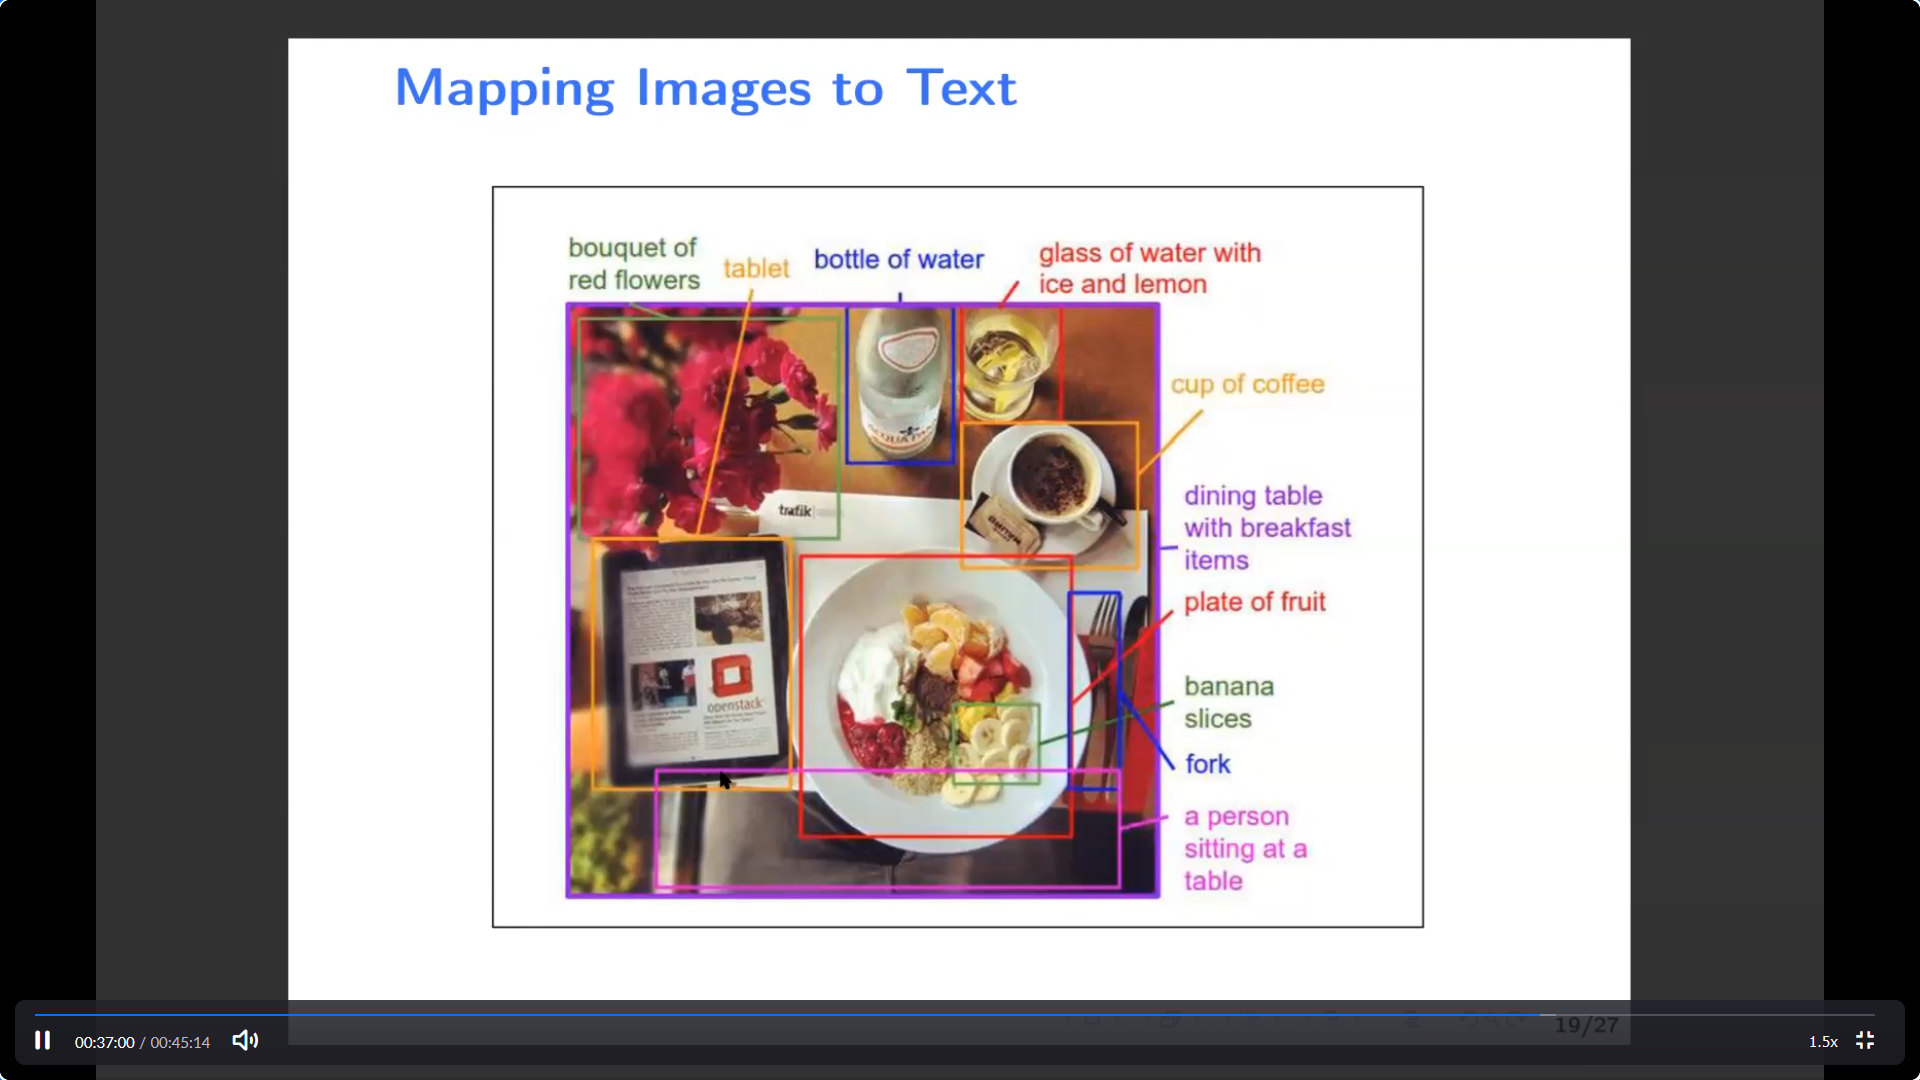 Mapping Images to Text
bouquet of
red flowers
tablet
bottle of water
glass of water with
ice and lemon
cup of coffee
trafik
dining table
with breakfast
items
plate of fruit
openstack
banana
slices
fork
a person
sitting at a
table
19/27
00:37:00 / 00:45:14
1.5x